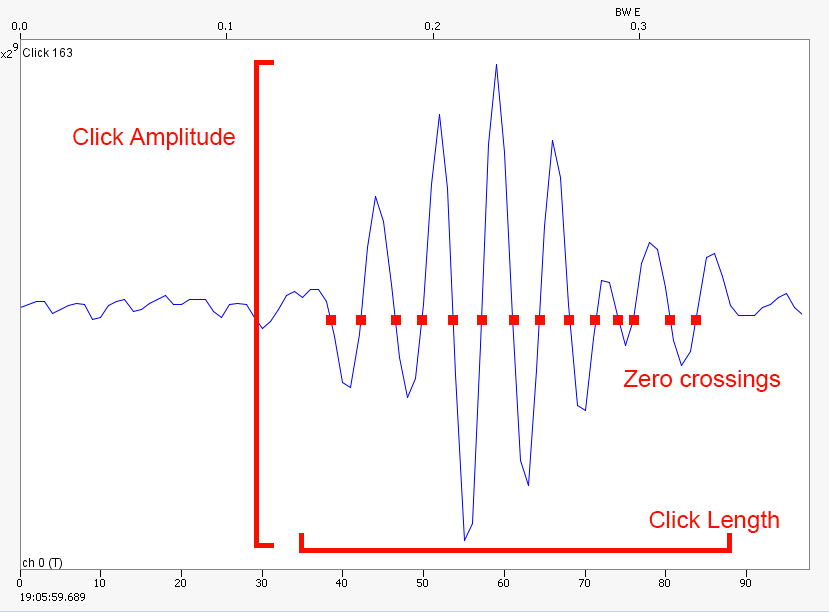 BW E
0.0 0.1 0.2 0.3
x2^9 Click 163
Click Amplitude
Zero crossings
Click Length
ch 0 (T)
0 10 20 30 40 50 60 70 80 90
19:05:59.689